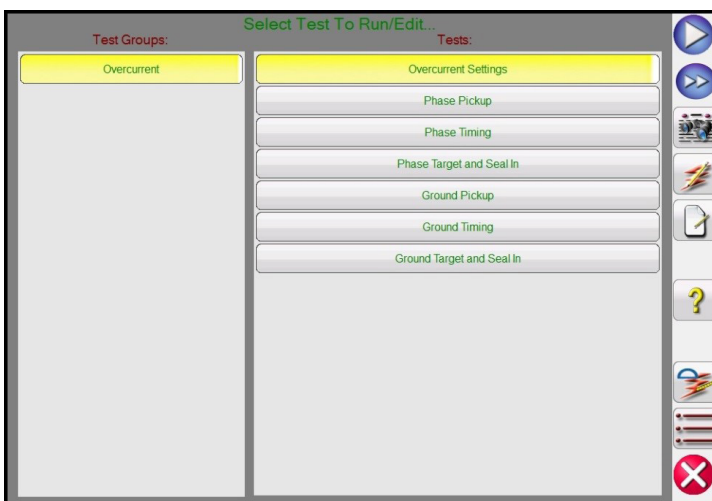 Select Test To Run/Edit...
Test Groups:
Tests:
Overcurrent
Overcurrent Settings
Phase Pickup
Phase Timing
Phase Target and Seal In
Ground Pickup
Ground Timing
Ground Target and Seal In
?